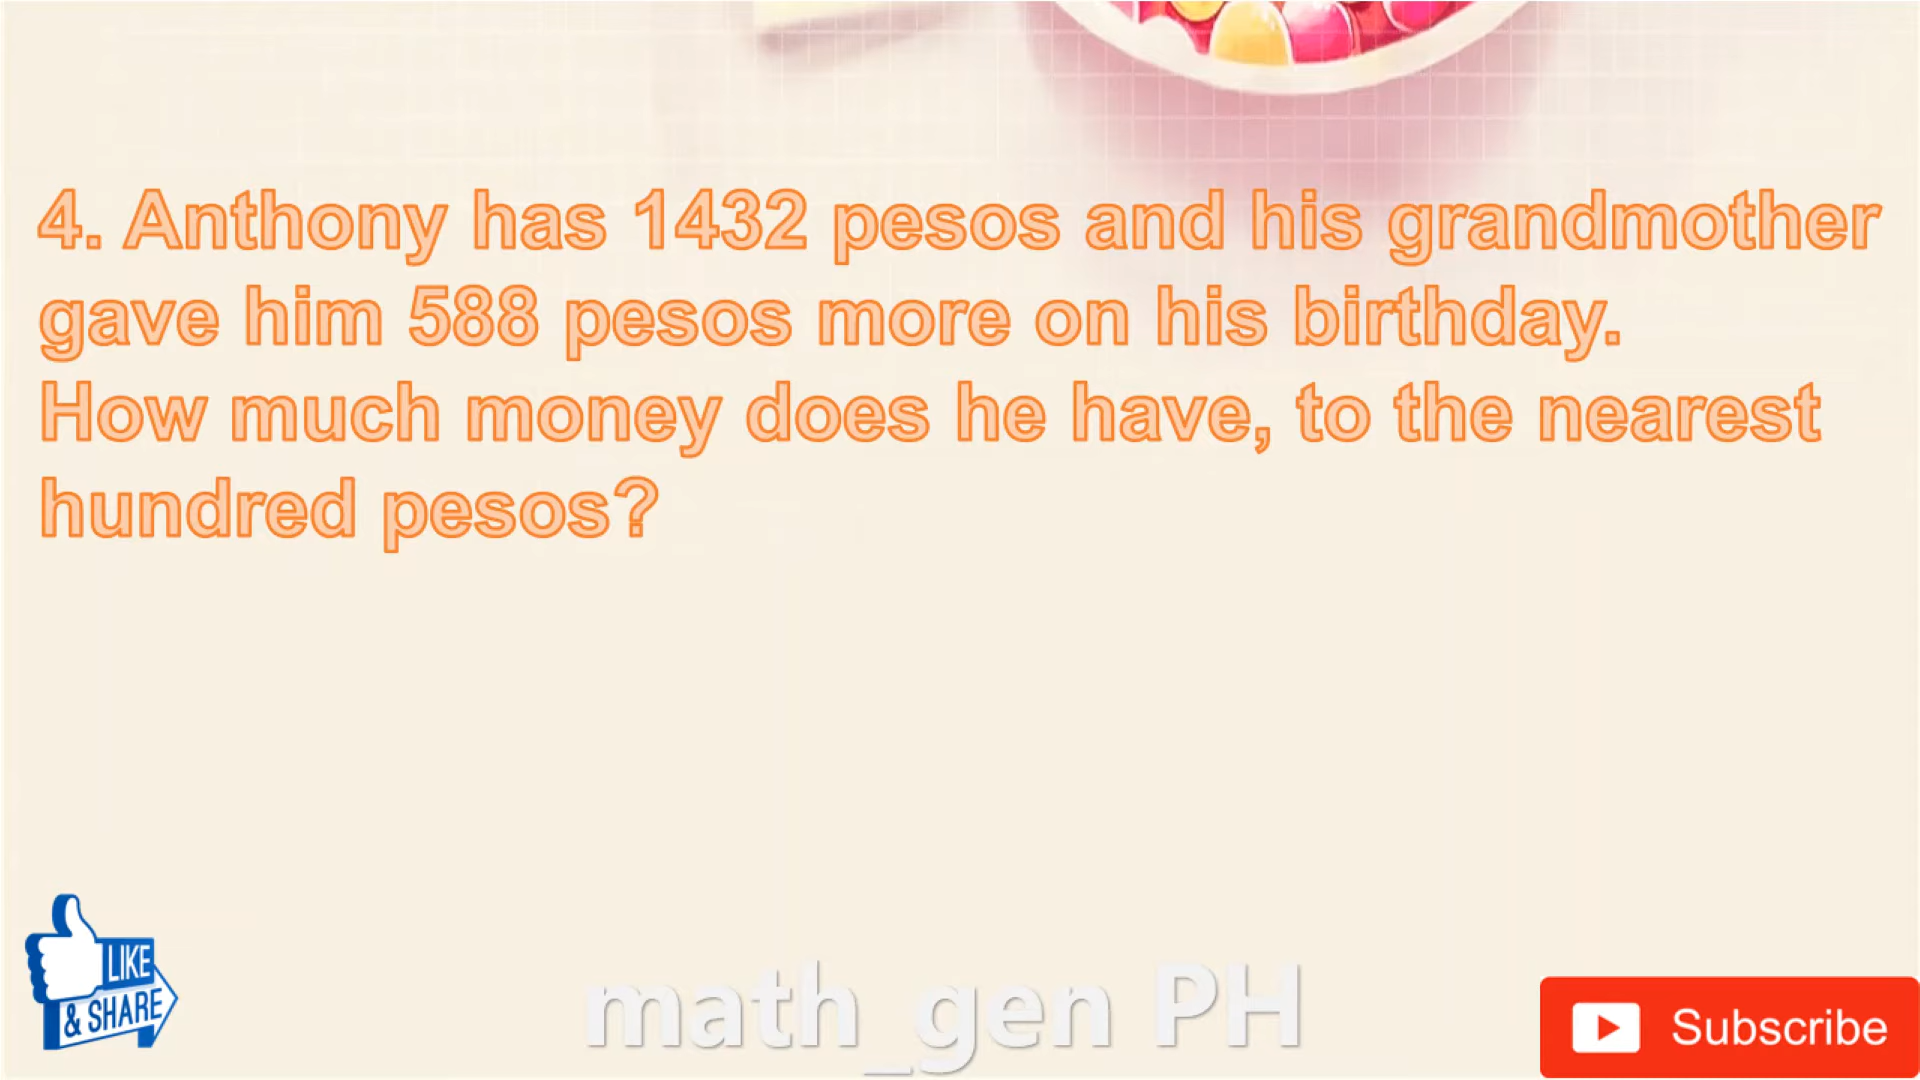 4. Anthony has 1432 pesos and his grandmother
gave him 588 pesos more on his birthday.
How much money does he have, to the nearest
hundred pesos?
LIKE
& SHARE
math_gen PH
Subscribe